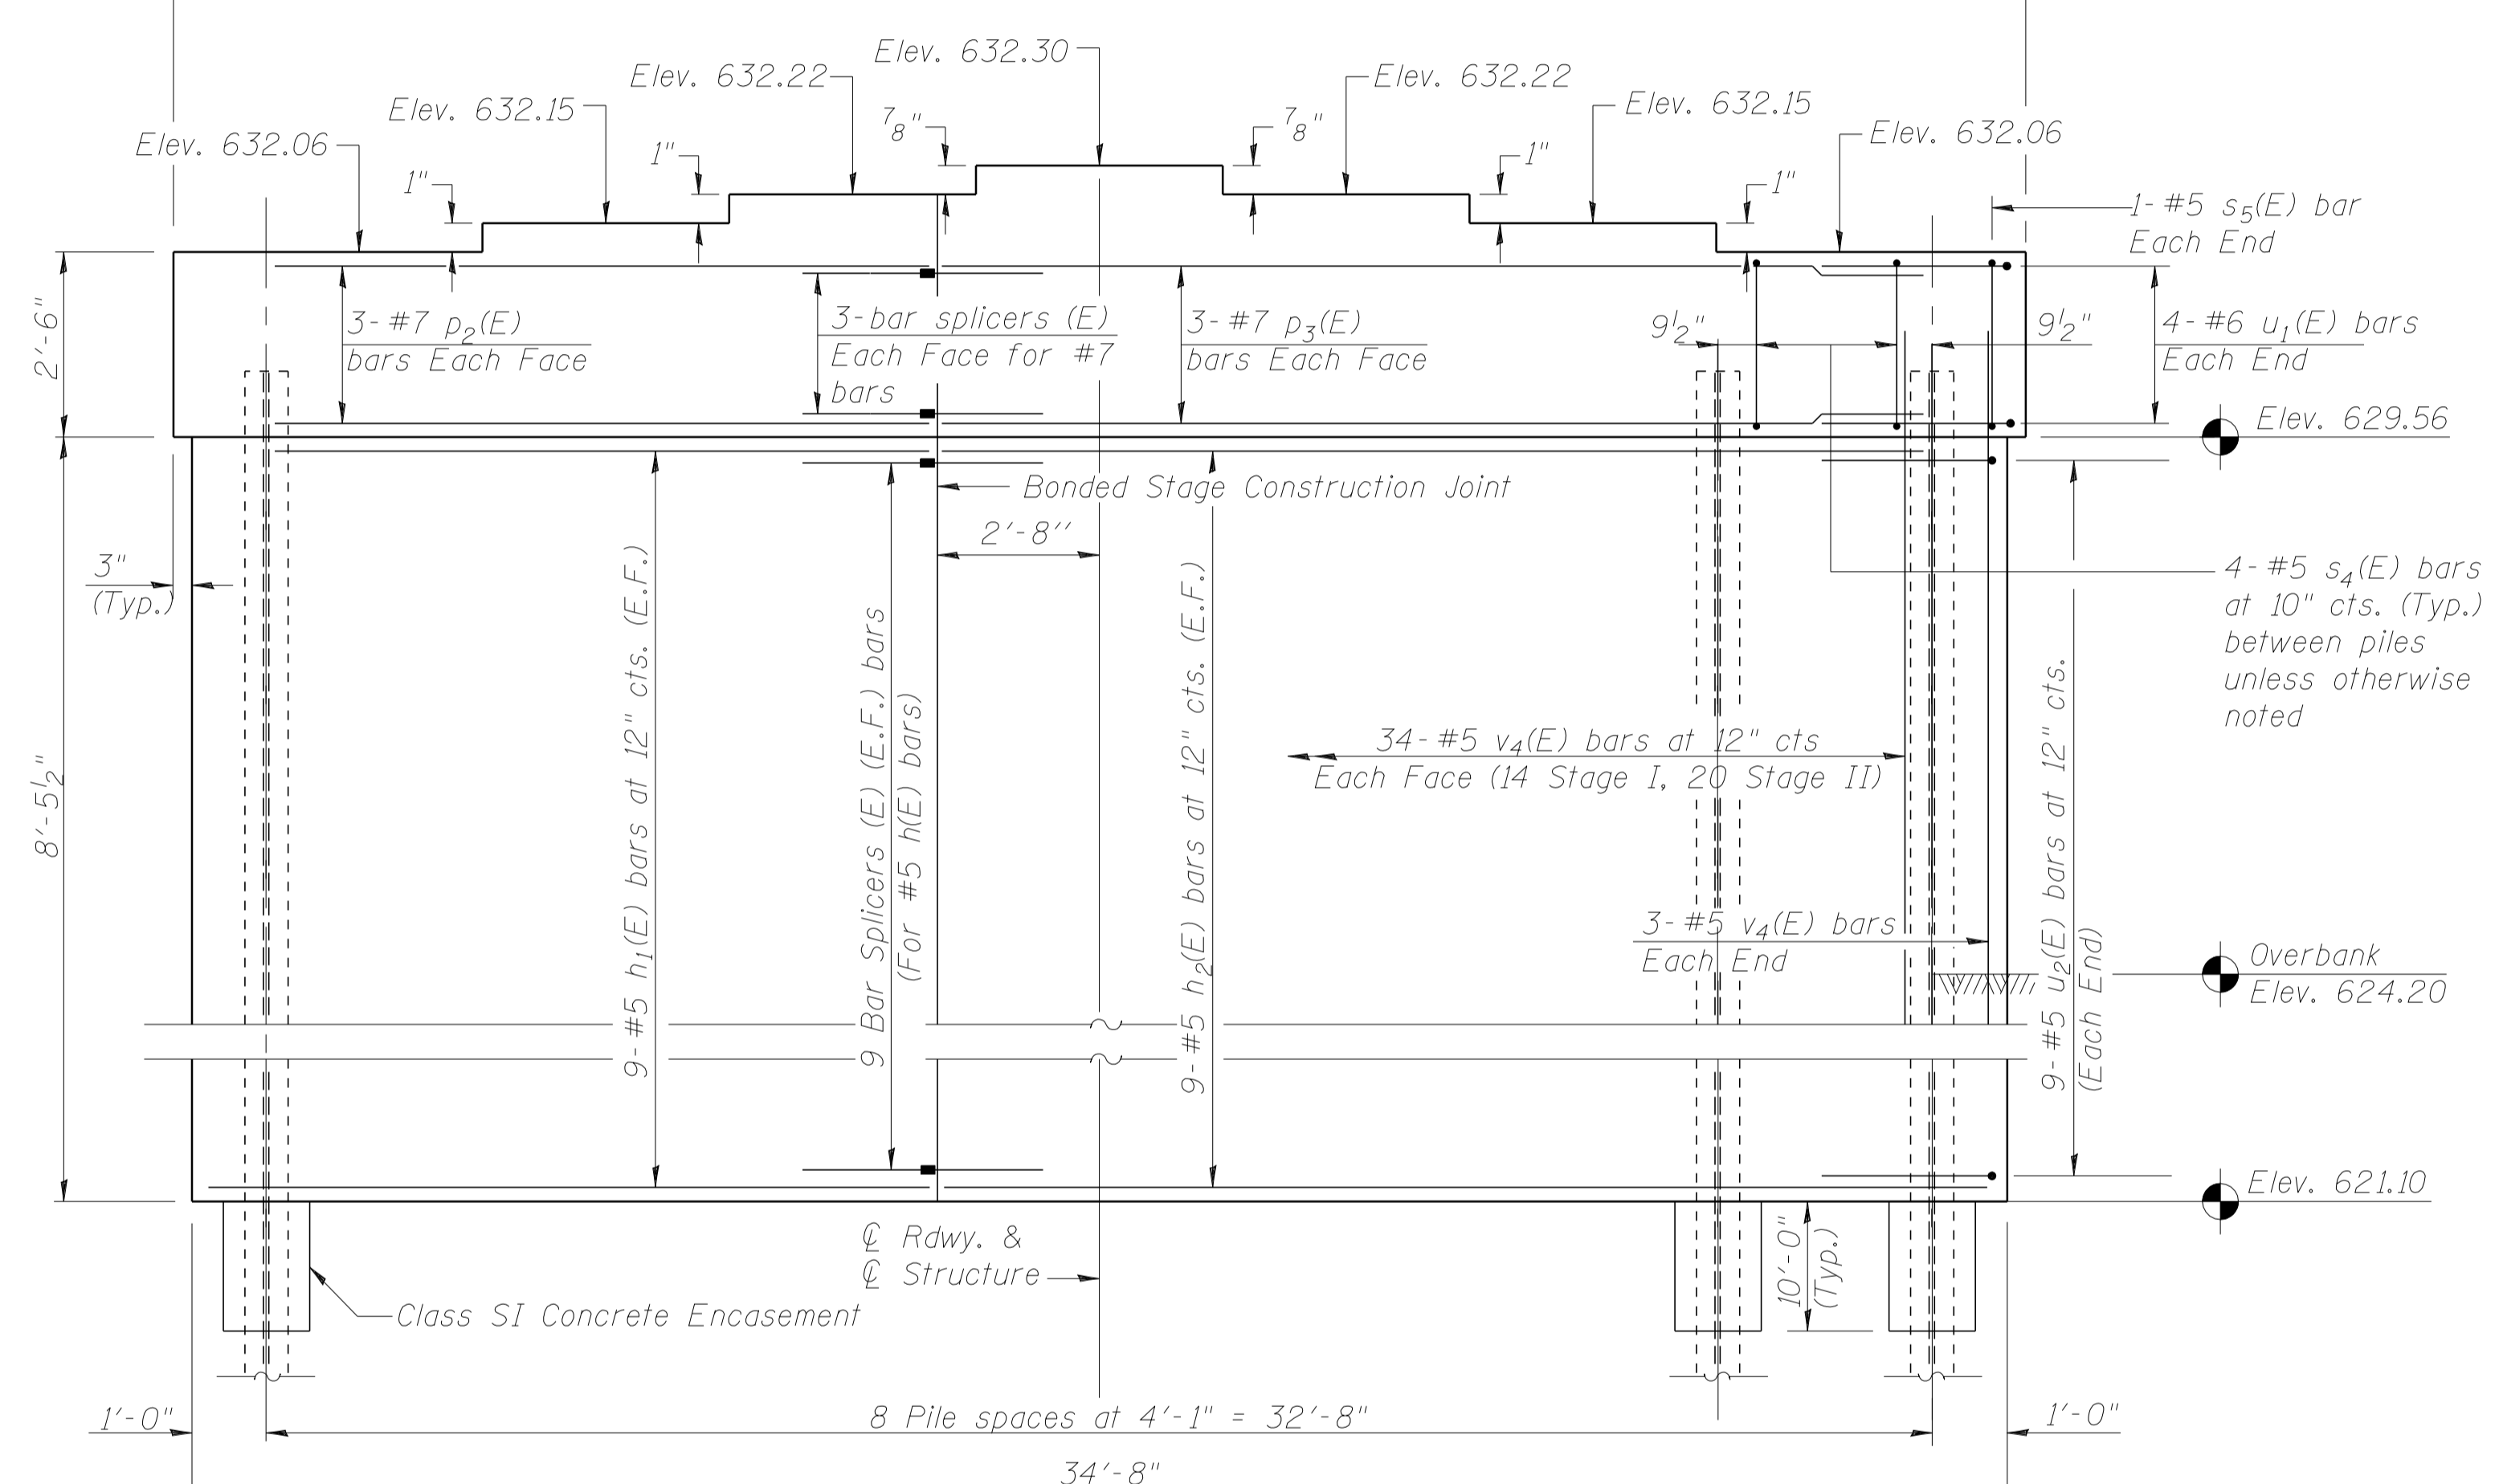 Elev. 632.30
Elev. 632.22
Elev. 632.22
Elev. 632.15
Elev. 632.15
Elev. 632.06
Elev. 632.06
7/8"
7/8"
1"
1"
1"
1"
1-#5 s5(E) bar
Each End
2'-6"
3-#7 p2(E)
bars Each Face
3-bar splicers (E)
Each Face for #7
bars
3-#7 p3(E)
bars Each Face
9 1/2"
9 1/2"
4-#6 u1(E) bars
Each End
Elev. 629.56
Bonded Stage Construction Joint
2'-8"
3"
(Typ.)
8'-5 1/2"
9-#5 h1(E) bars at 12" cts. (E.F.)
9 Bar Splicers (E) (E.F.) bars
(For #5 h(E) bars)
9-#5 h2(E) bars at 12" cts. (E.F.)
4-#5 s4(E) bars
at 10" cts. (Typ.)
between piles
unless otherwise
noted
34-#5 v4(E) bars at 12" cts
Each Face (14 Stage I, 20 Stage II)
3-#5 v4(E) bars
Each End
9-#5 u2(E) bars at 12" cts.
(Each End)
Overbank
Elev. 624.20
Elev. 621.10
℄ Rdwy. &
℄ Structure
10'-0"
(Typ.)
Class SI Concrete Encasement
1'-0"
8 Pile spaces at 4'-1" = 32'-8"
1'-0"
34'-8"